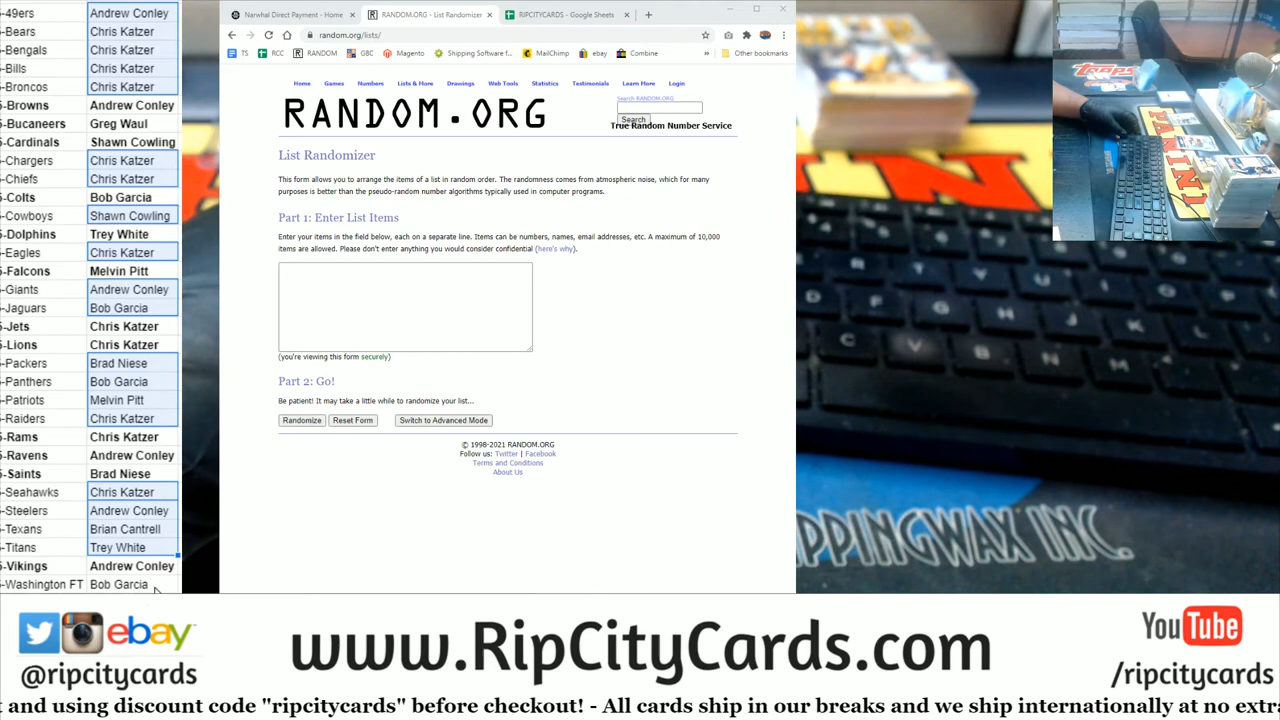 -49ers Andrew Conley
-Bears Chris Katzer
-Bengals Chris Katzer
-Bills Chris Katzer
-Broncos Chris Katzer
-Browns Andrew Conley
-Bucaneers Greg Waul
-Cardinals Shawn Cowling
-Chargers Chris Katzer
-Chiefs Chris Katzer
-Colts Bob Garcia
-Cowboys Shawn Cowling
-Dolphins Trey White
-Eagles Chris Katzer
-Falcons Melvin Pitt
-Giants Andrew Conley
-Jaguars Bob Garcia
-Jets Chris Katzer
-Lions Chris Katzer
-Packers Brad Niese
-Panthers Bob Garcia
-Patriots Melvin Pitt
-Raiders Chris Katzer
-Rams Chris Katzer
-Ravens Andrew Conley
-Saints Brad Niese
-Seahawks Chris Katzer
-Steelers Andrew Conley
-Texans Brian Cantrell
-Titans Trey White
-Vikings Andrew Conley
-Washington FT Bob Garcia
Narwhal Direct Payment - Home
RANDOM.ORG - List Randomizer
RIPCITYCARDS - Google Sheets
random.org/lists/
TS RCC RANDOM GBC Magento Shipping Software f... MailChimp ebay Combine » Other bookmarks
Home Games Numbers Lists & More Drawings Web Tools Statistics Testimonials Learn More Login
RANDOM.ORG
Search RANDOM.ORG
Search
True Random Number Service
List Randomizer
This form allows you to arrange the items of a list in random order. The randomness comes from atmospheric noise, which for many
purposes is better than the pseudo-random number algorithms typically used in computer programs.
Part 1: Enter List Items
Enter your items in the field below, each on a separate line. Items can be numbers, names, email addresses, etc. A maximum of 10,000
items are allowed. Please don't enter anything you would consider confidential (here's why).
(you're viewing this form securely)
Part 2: Go!
Be patient! It may take a little while to randomize your list...
Randomize Reset Form Switch to Advanced Mode
© 1998-2021 RANDOM.ORG
Follow us: Twitter | Facebook
Terms and Conditions
About Us
PANINI
PPINGWAX INC.
ebay
@ripcitycards
www.RipCityCards.com
YouTube
/ripcitycards
t and using discount code "ripcitycards" before checkout! - All cards ship in our breaks and we ship internationally at no extra